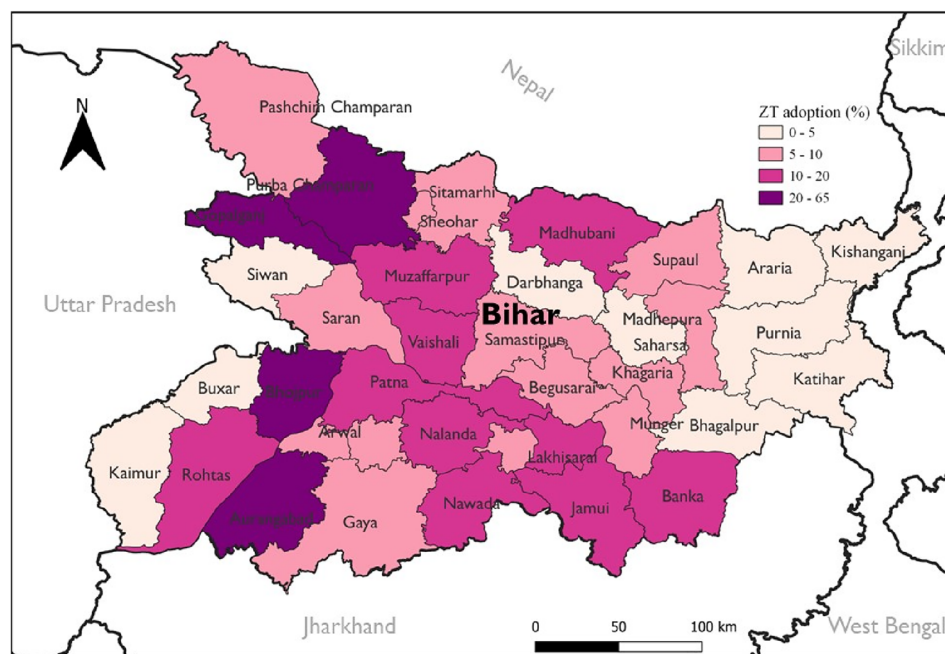 Sikkim
Nepal
N
Pashchim Champaran
ZT adoption (%)
0 - 5
5 - 10
10 - 20
20 - 65
Purba Champaran
Sitamarhi
Gopalganj
Sheohar
Madhubani
Kishanganj
Supaul
Araria
Siwan
Muzaffarpur
Darbhanga
Uttar Pradesh
Saran
Bihar
Madhepura
Purnia
Vaishali
Samastipur
Saharsa
Buxar
Bhojpur
Patna
Begusarai
Khagaria
Katihar
Arwal
Nalanda
Munger
Bhagalpur
Kaimur
Rohtas
Lakhisarai
Aurangabad
Gaya
Nawada
Jamui
Banka
Jharkhand
West Bengal
0 50 100 km